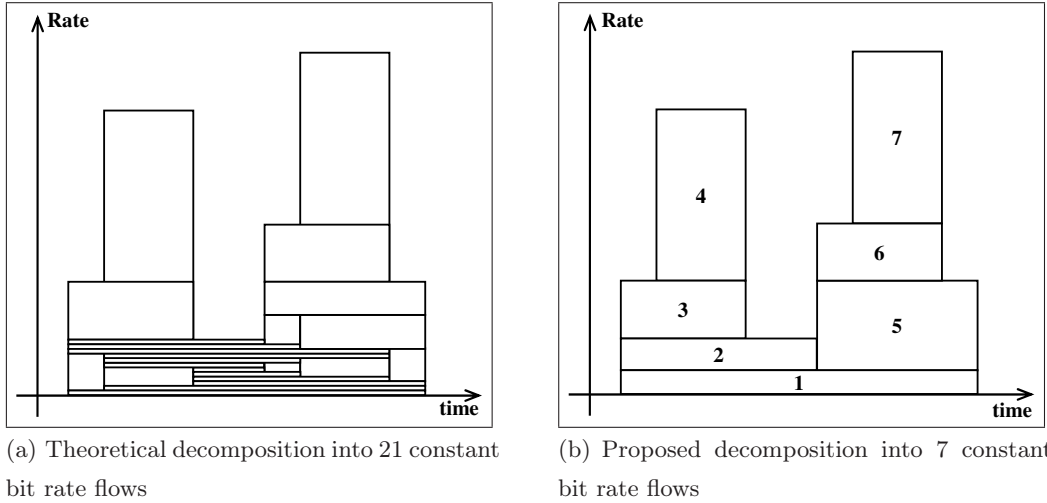 Rate
time
(a) Theoretical decomposition into 21 constant
bit rate flows
Rate
7
4
6
3
5
2
1
time
(b) Proposed decomposition into 7 constant
bit rate flows